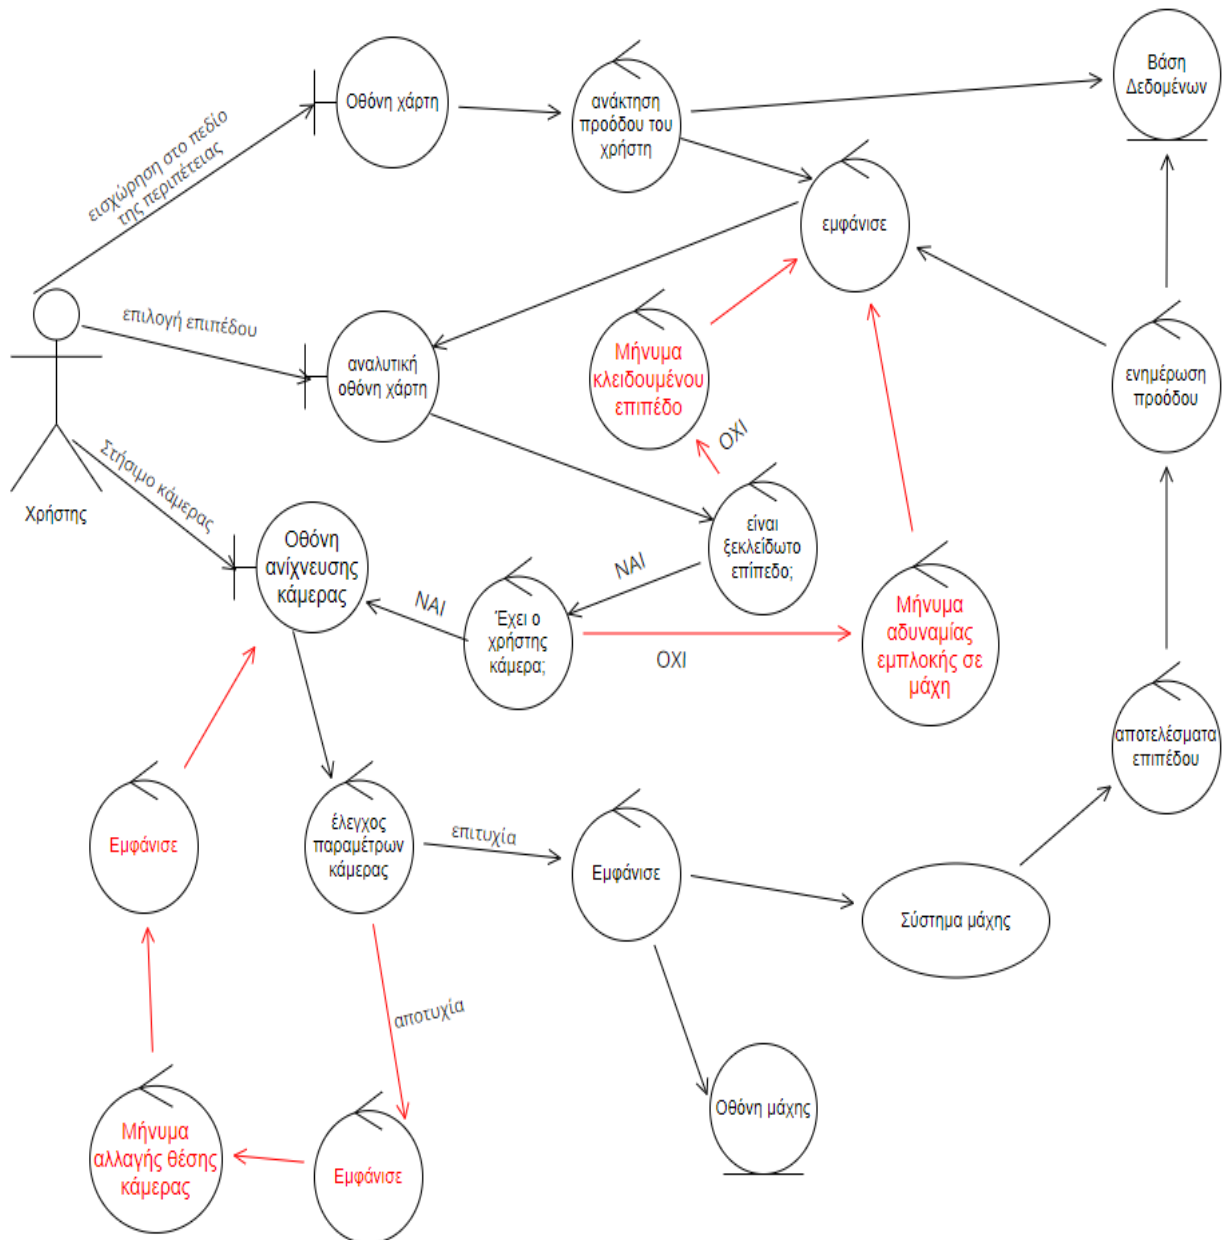 Οθόνη χάρτη
ανάκτηση
προόδου του
χρήστη
Βάση
Δεδομένων
εισχώρηση στο πεδίο
της περιπέτειας
εμφάνισε
επιλογή επιπέδου
αναλυτική
οθόνη χάρτη
Μήνυμα
κλειδουμένου
επιπέδο
ενημέρωση
προόδου
ΟΧΙ
Στήσιμο κάμερας
Χρήστης
είναι
ξεκλείδωτο
επίπεδο;
Οθόνη
ανίχνευσης
κάμερας
ΝΑΙ
ΝΑΙ
Έχει ο
χρήστης
κάμερα;
ΟΧΙ
Μήνυμα
αδυναμίας
εμπλοκής σε
μάχη
αποτελέσματα
επιπέδου
Εμφάνισε
έλεγχος
παραμέτρων
κάμερας
επιτυχία
Εμφάνισε
Σύστημα μάχης
αποτυχία
Οθόνη μάχης
Μήνυμα
αλλαγής θέσης
κάμερας
Εμφάνισε